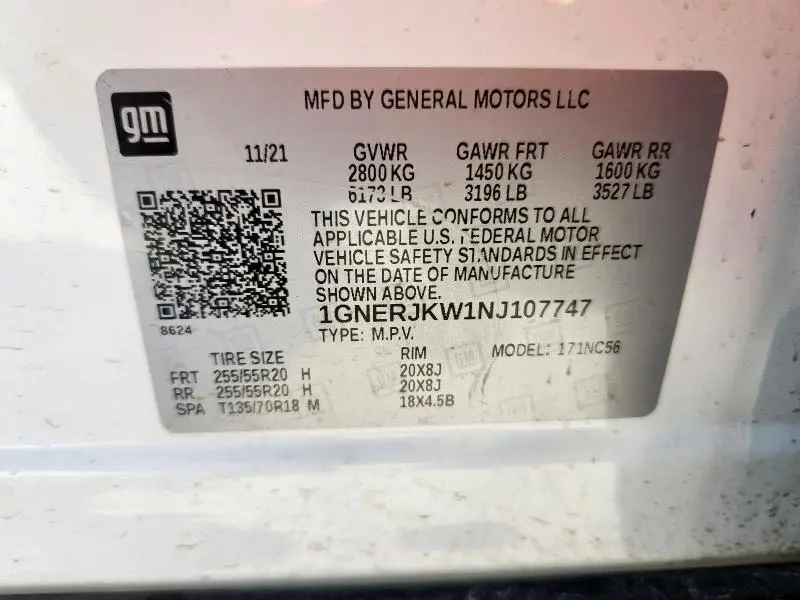 gm
MFD BY GENERAL MOTORS LLC
11/21 GVWR GAWR FRT GAWR RR
2800 KG 1450 KG 1600 KG
6173 LB 3196 LB 3527 LB
THIS VEHICLE CONFORMS TO ALL
APPLICABLE U.S. FEDERAL MOTOR
VEHICLE SAFETY STANDARDS IN EFFECT
ON THE DATE OF MANUFACTURE
SHOWN ABOVE.
1GNERJKW1NJ107747
8624
TYPE: M.P.V.
TIRE SIZE RIM MODEL: 171NC56
FRT 255/55R20 H 20X8J
RR 255/55R20 H 20X8J
SPA T135/70R18 M 18X4.5B